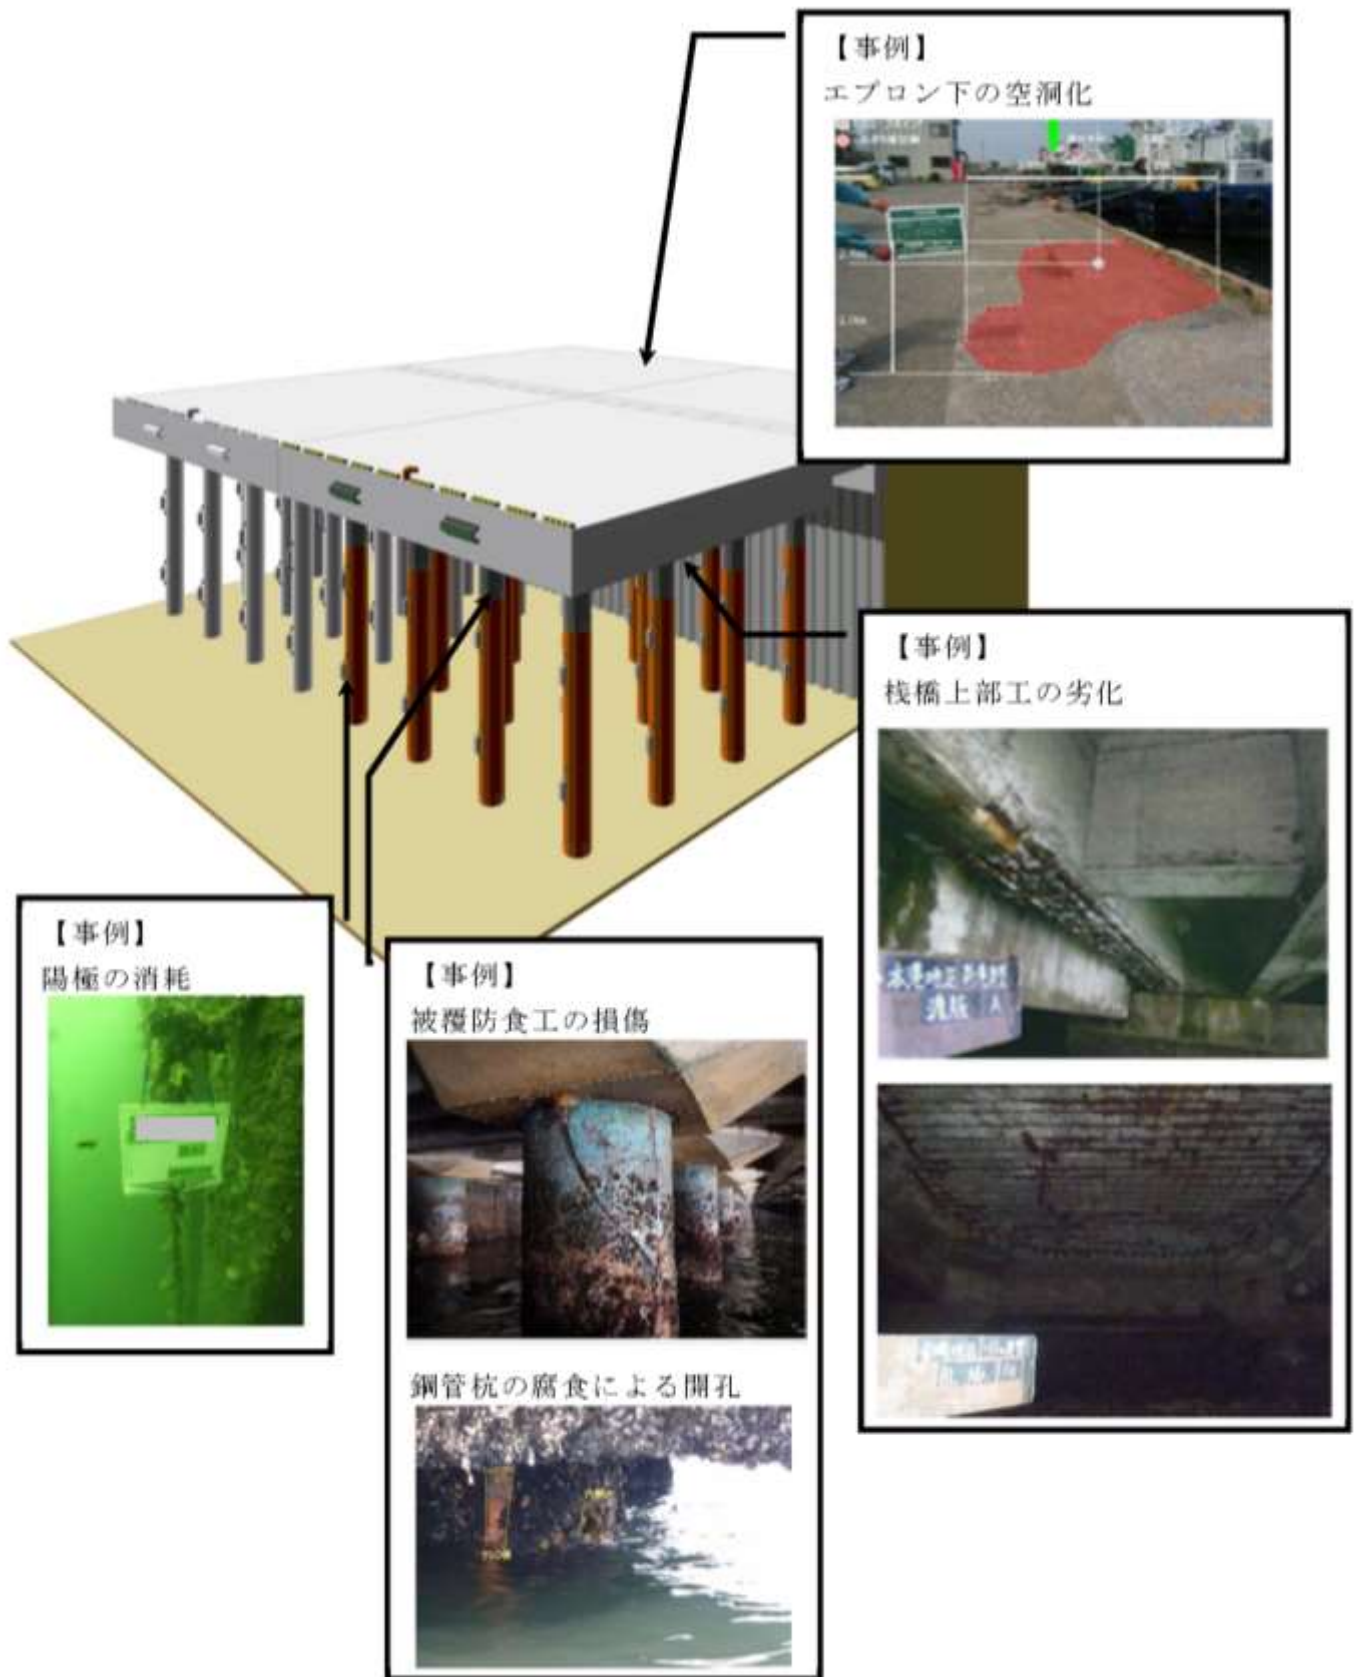 【事例】
エプロン下の空洞化
【事例】
桟橋上部工の劣化
【事例】
陽極の消耗
【事例】
被覆防食工の損傷
鋼管杭の腐食による開孔